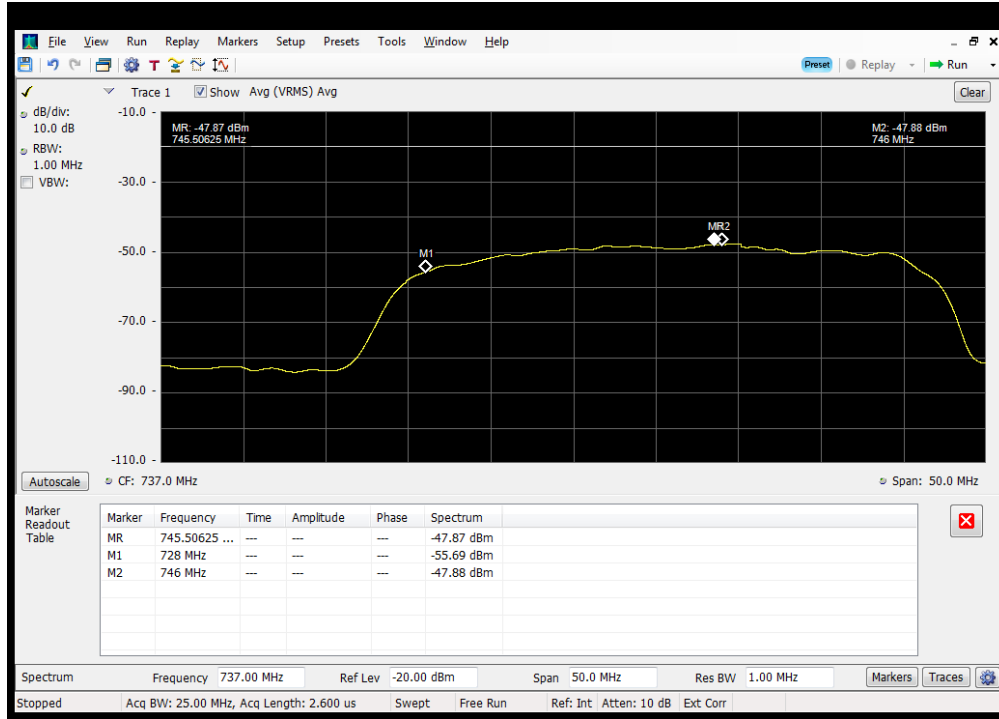 File View Run Replay Markers Setup Presets Tools Window Help
T Preset Replay Run
Trace 1 Show Avg (VRMS) Avg Clear
dB/div:
10.0 dB
RBW:
1.00 MHz
VBW:
-10.0
-30.0
-50.0
-70.0
-90.0
-110.0
MR: -47.87 dBm
745.50625 MHz
M2: -47.88 dBm
746 MHz
M1
MR2
Autoscale CF: 737.0 MHz Span: 50.0 MHz
Marker
Readout
Table
Marker Frequency Time Amplitude Phase Spectrum
MR 745.50625 ... --- --- --- -47.87 dBm
M1 728 MHz --- --- --- -55.69 dBm
M2 746 MHz --- --- --- -47.88 dBm
Spectrum Frequency 737.00 MHz Ref Lev -20.00 dBm Span 50.0 MHz Res BW 1.00 MHz Markers Traces
Stopped Acq BW: 25.00 MHz, Acq Length: 2.600 us Swept Free Run Ref: Int Atten: 10 dB Ext Corr